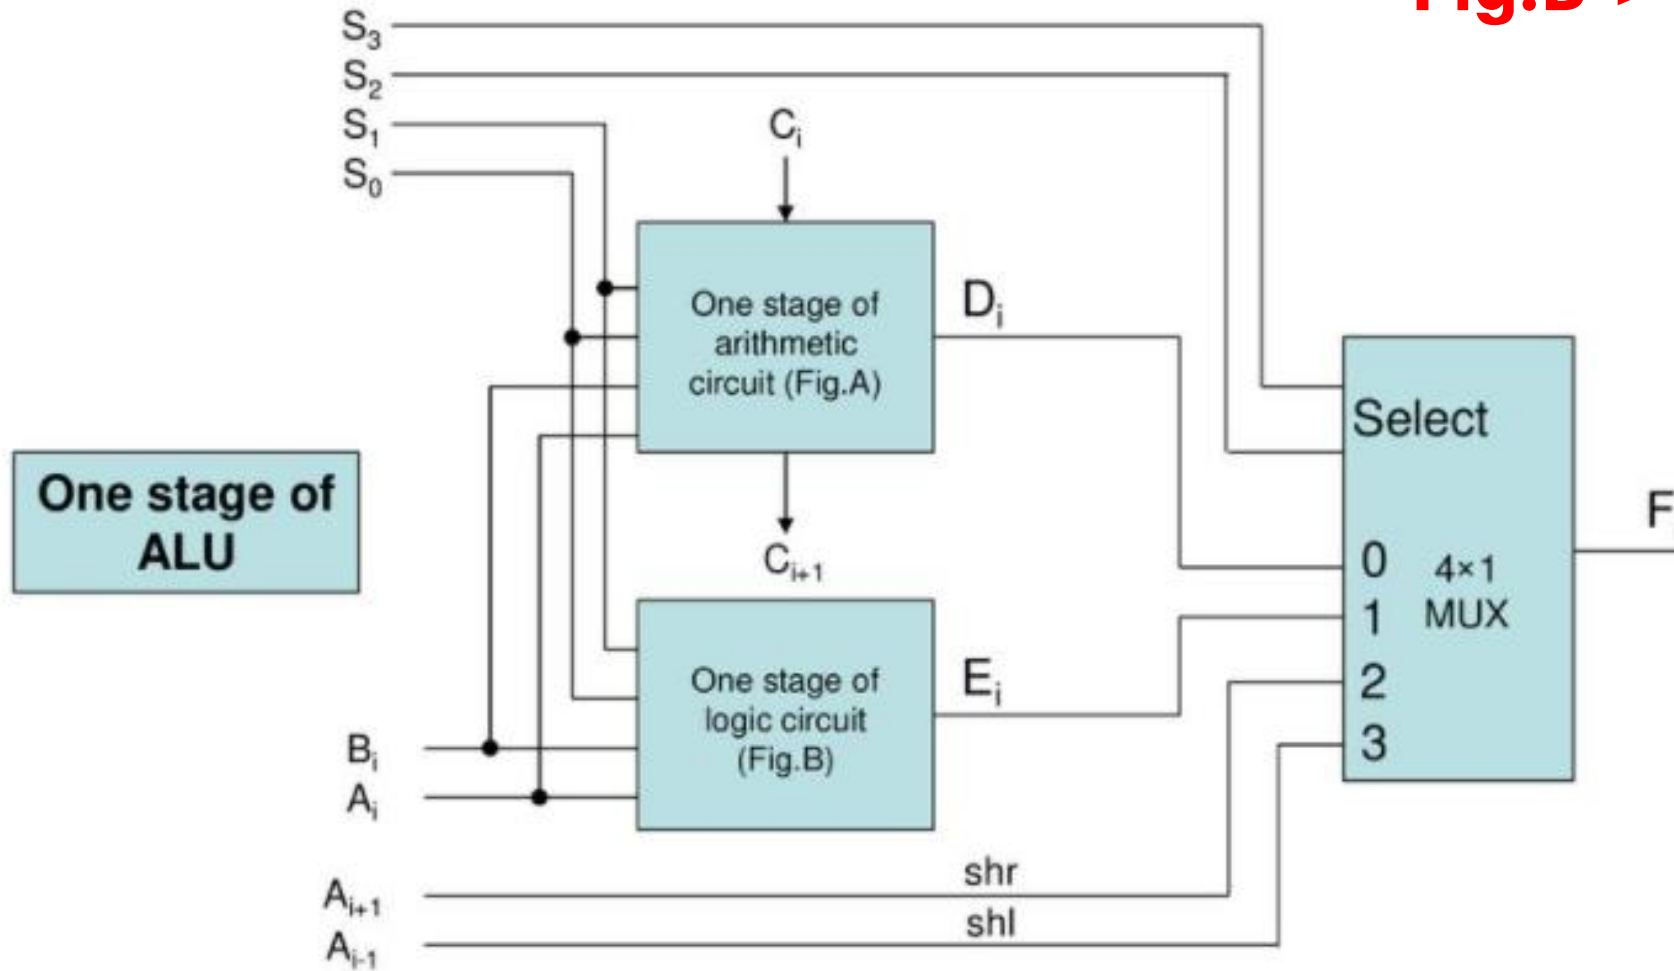 Fig.B
S₃
S₂
S₁
S₀
Cᵢ
One stage of
arithmetic
circuit (Fig.A)
Dᵢ
Select
One stage of
ALU
Cᵢ₊₁
F
0
4×1
1
MUX
2
3
One stage of
logic circuit
(Fig.B)
Eᵢ
Bᵢ
Aᵢ
shr
Aᵢ₊₁
shl
Aᵢ₋₁